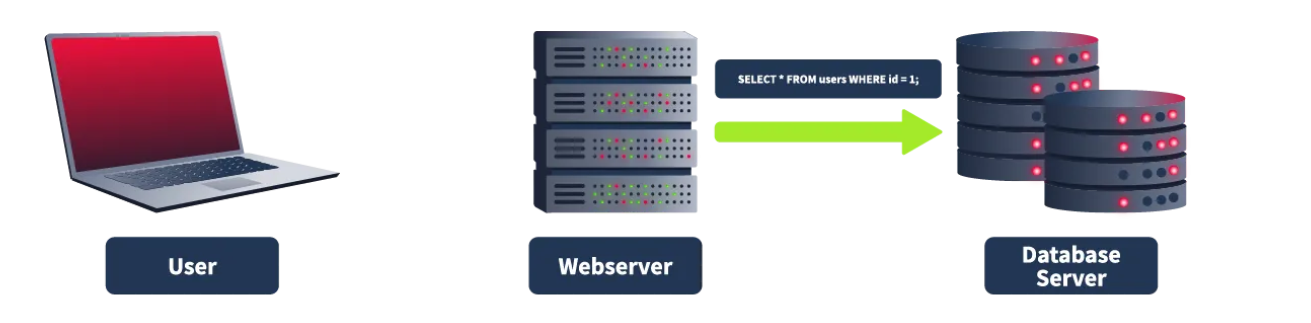 SELECT * FROM users WHERE id = 1;
User
Webserver
Database
Server